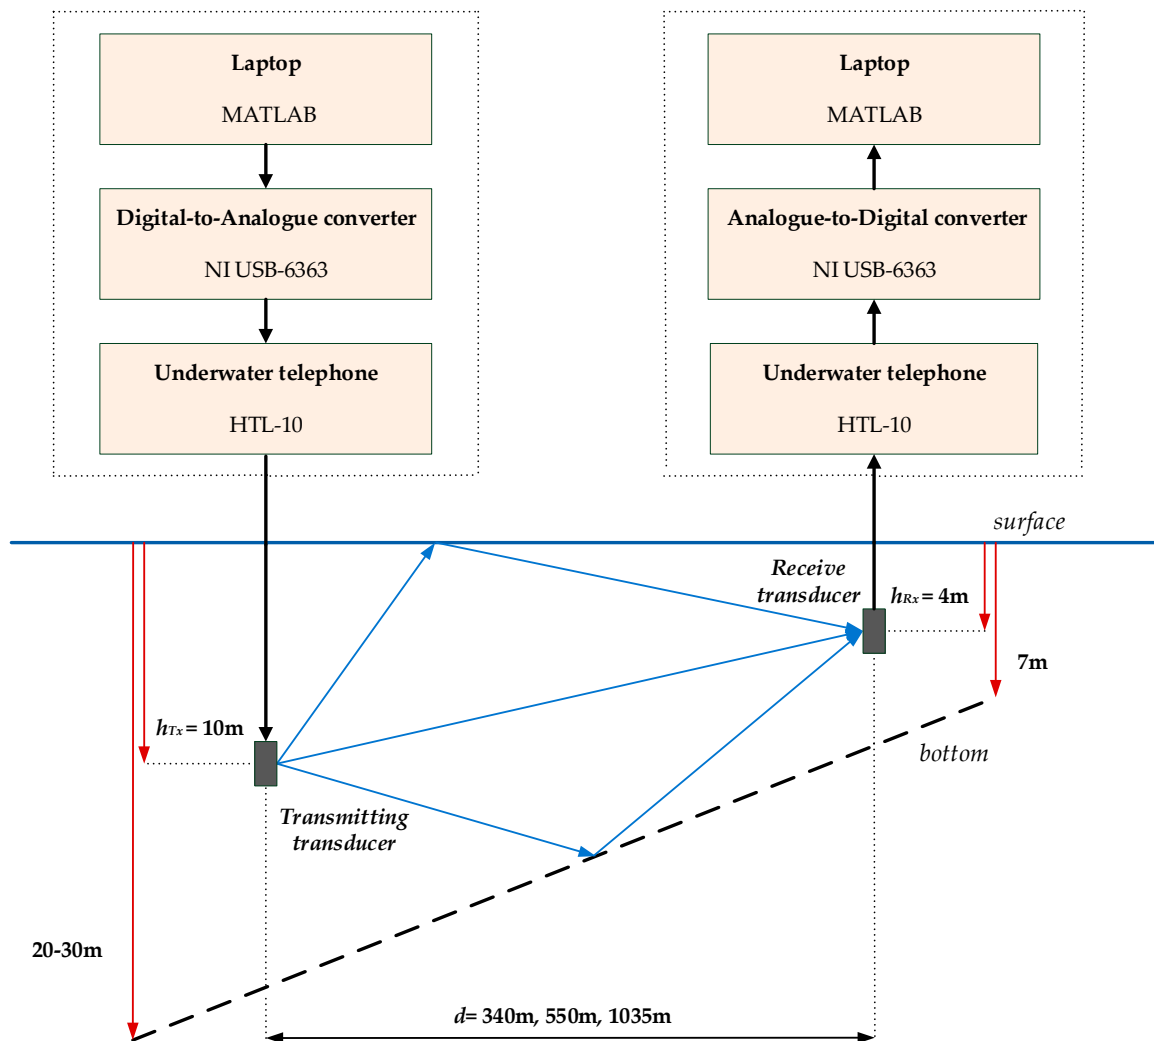 Laptop
MATLAB
Digital-to-Analogue converter
NI USB-6363
Underwater telephone
HTL-10
Laptop
MATLAB
Analogue-to-Digital converter
NI USB-6363
Underwater telephone
HTL-10
surface
Receive
transducer
hRx = 4m
7m
hTx = 10m
bottom
Transmitting
transducer
20-30m
d= 340m, 550m, 1035m